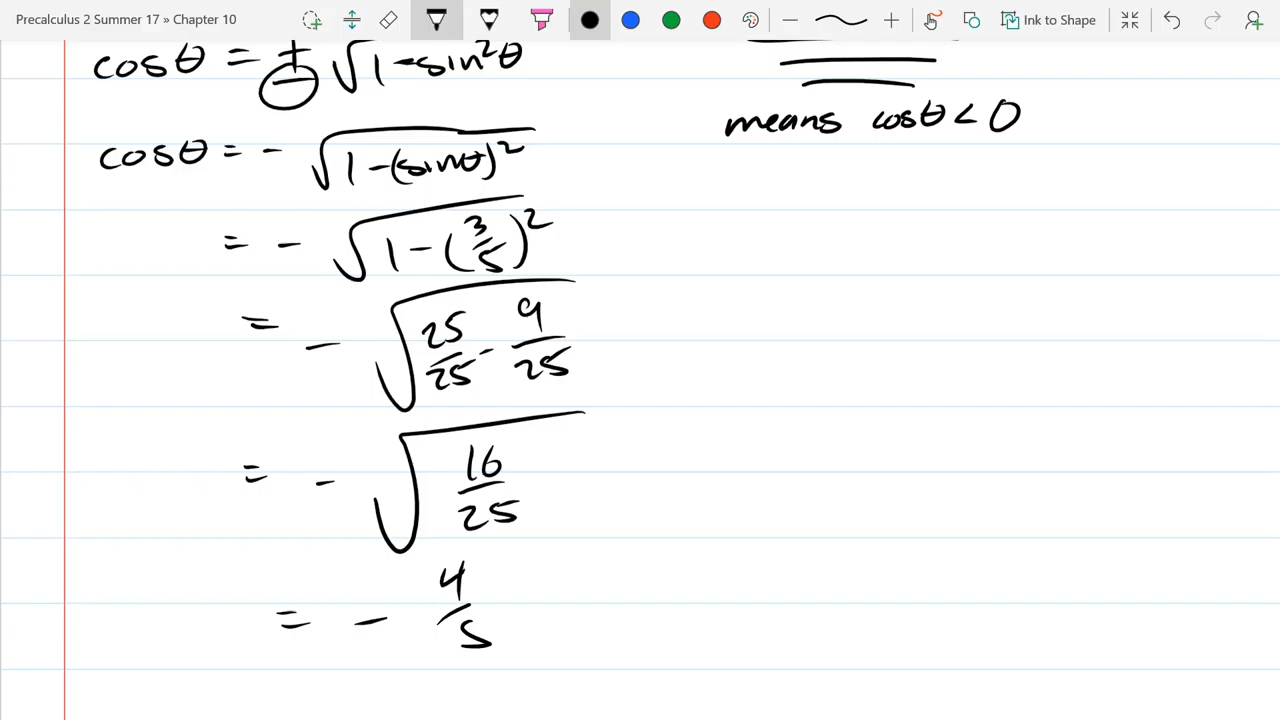 Precalculus 2 Summer 17 » Chapter 10
Ink to Shape
cosθ = ± √1-sin²θ
means cosθ < 0
cosθ = - √1-(sinθ)²
= - √1-(3/5)²
= - √25/25 - 9/25
= - √16/25
= - 4/5